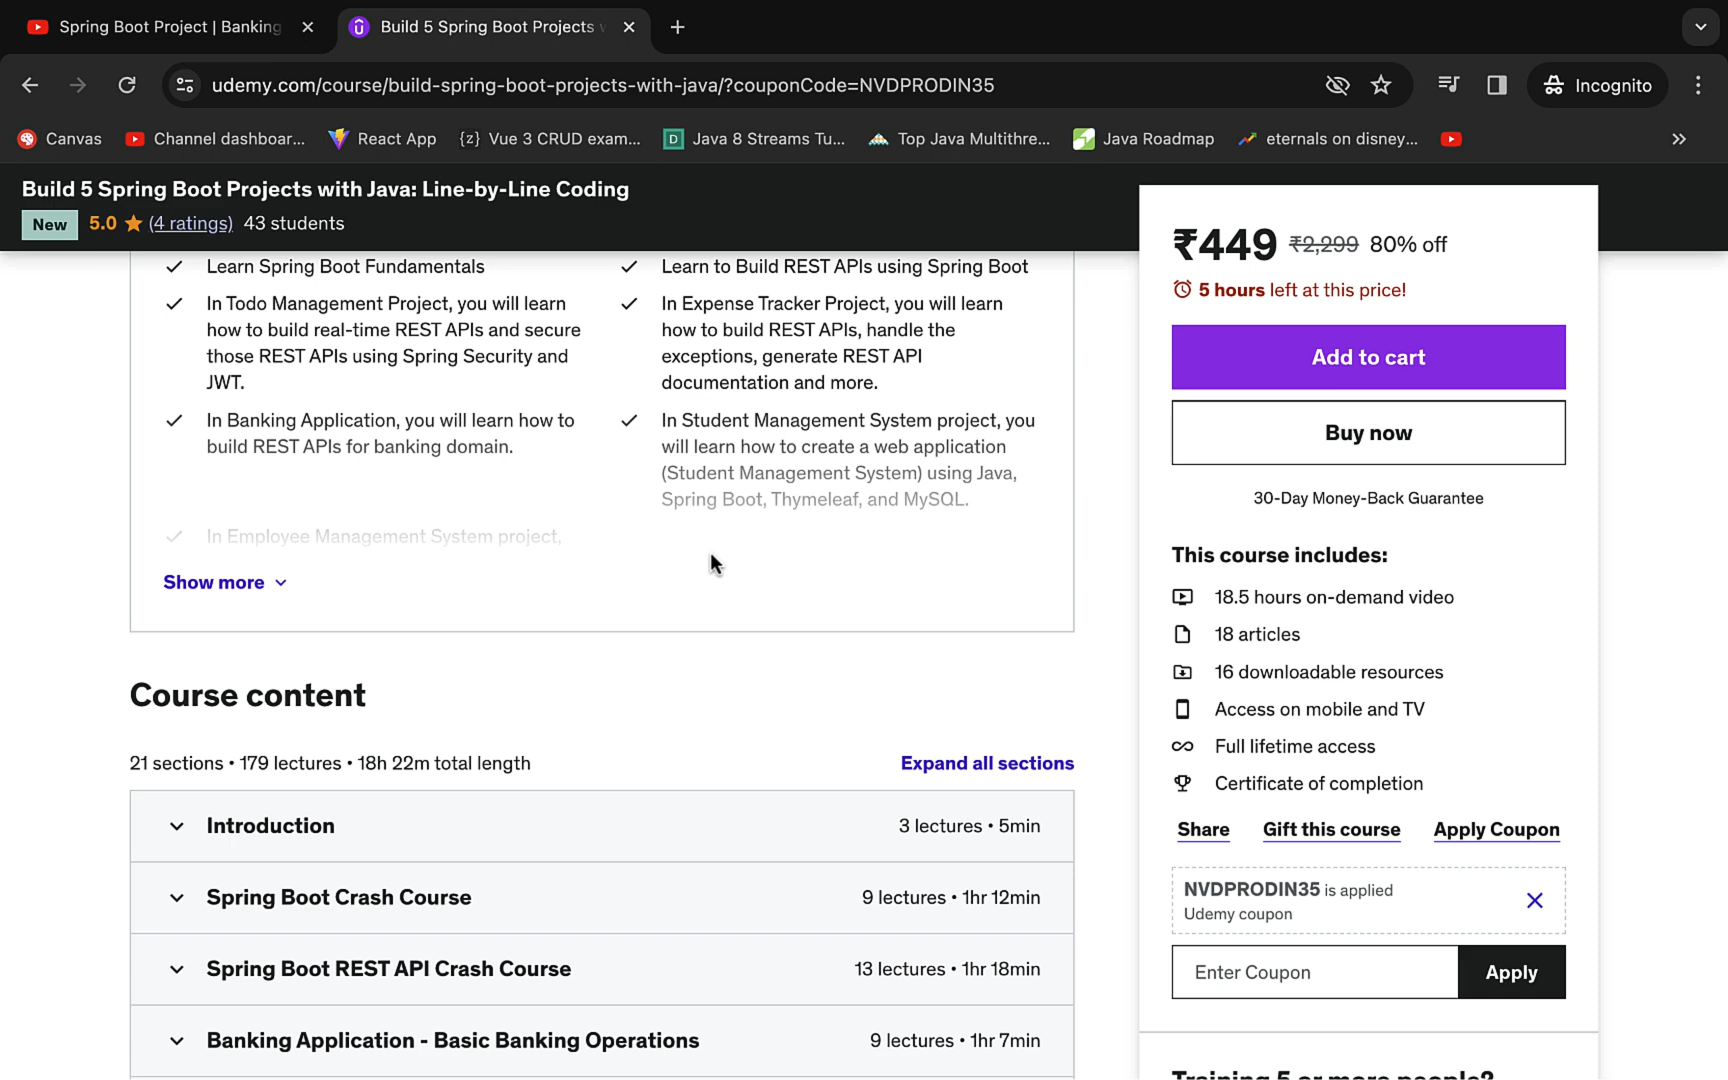 Spring Boot Project | Banking
Build 5 Spring Boot Projects
udemy.com/course/build-spring-boot-projects-with-java/?couponCode=NVDPRODIN35
Incognito
Canvas
Channel dashboar...
React App
{z} Vue 3 CRUD exam...
D Java 8 Streams Tu...
Top Java Multithre...
Java Roadmap
eternals on disney...
Build 5 Spring Boot Projects with Java: Line-by-Line Coding
New 5.0 (4 ratings) 43 students
Learn Spring Boot Fundamentals
In Todo Management Project, you will learn
how to build real-time REST APIs and secure
those REST APIs using Spring Security and
JWT.
In Banking Application, you will learn how to
build REST APIs for banking domain.
In Employee Management System project,
Learn to Build REST APIs using Spring Boot
In Expense Tracker Project, you will learn
how to build REST APIs, handle the
exceptions, generate REST API
documentation and more.
In Student Management System project, you
will learn how to create a web application
(Student Management System) using Java,
Spring Boot, Thymeleaf, and MySQL.
Show more
Course content
21 sections • 179 lectures • 18h 22m total length
Expand all sections
Introduction 3 lectures • 5min
Spring Boot Crash Course 9 lectures • 1hr 12min
Spring Boot REST API Crash Course 13 lectures • 1hr 18min
Banking Application - Basic Banking Operations 9 lectures • 1hr 7min
₹449 ₹2,299 80% off
5 hours left at this price!
Add to cart
Buy now
30-Day Money-Back Guarantee
This course includes:
18.5 hours on-demand video
18 articles
16 downloadable resources
Access on mobile and TV
Full lifetime access
Certificate of completion
Share Gift this course Apply Coupon
NVDPRODIN35 is applied
Udemy coupon
Enter Coupon Apply
Training 5 or more people?